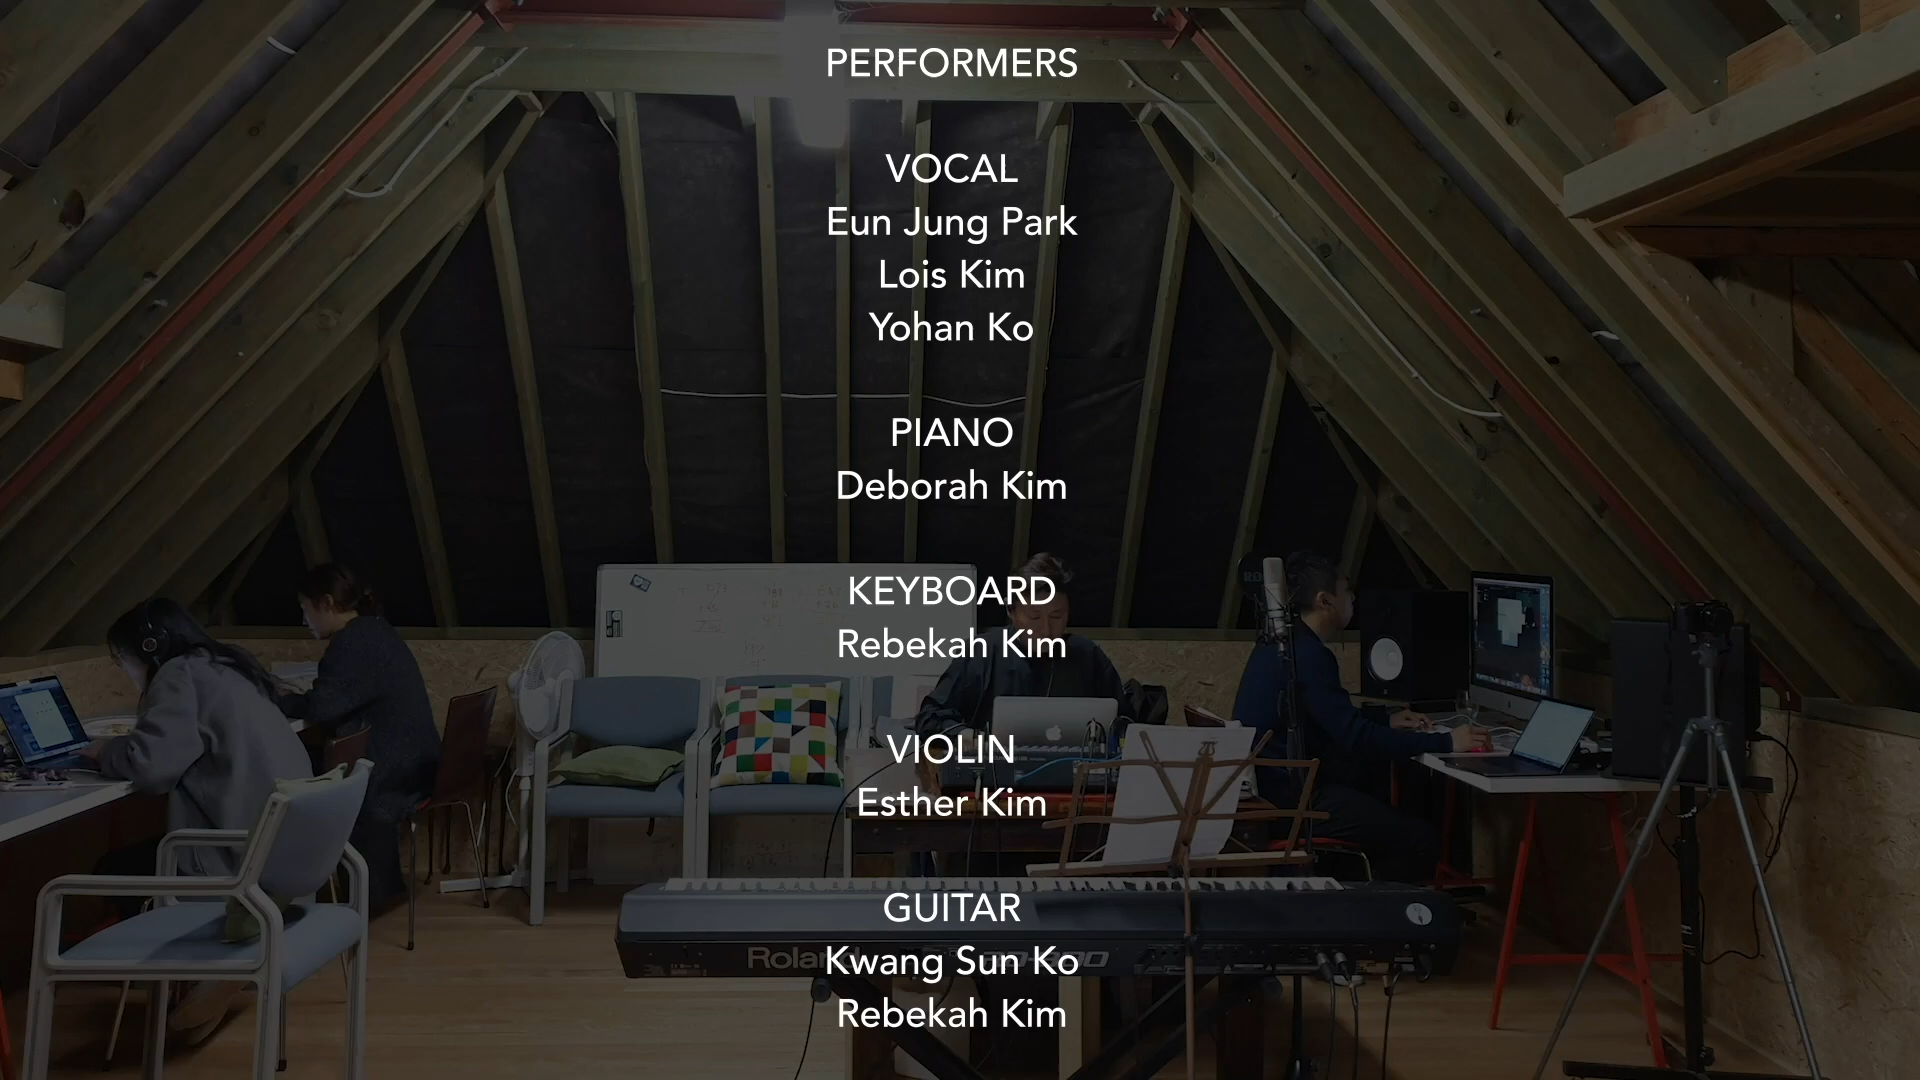 PERFORMERS
VOCAL
Eun Jung Park
Lois Kim
Yohan Ko
PIANO
Deborah Kim
KEYBOARD
Rebekah Kim
VIOLIN
Esther Kim
GUITAR
Kwang Sun Ko
Rebekah Kim